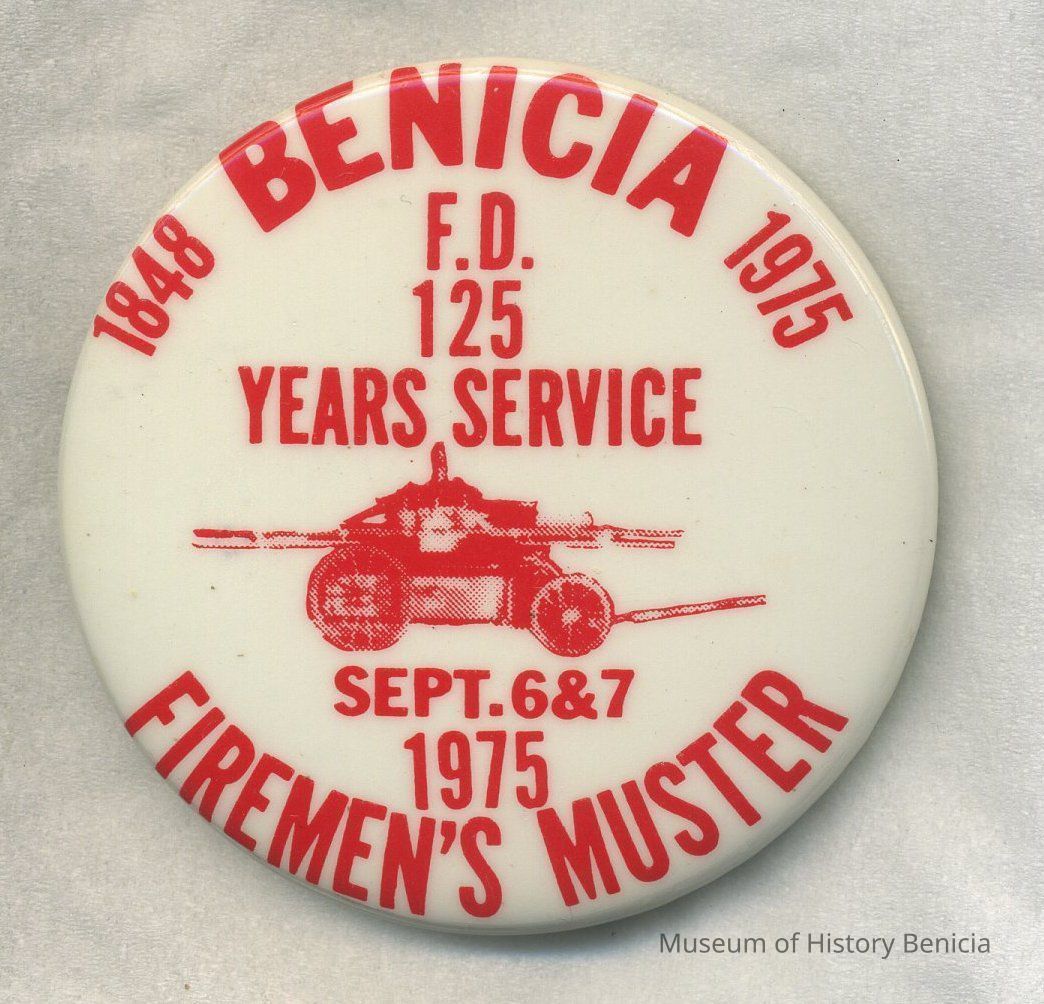 BENICIA
1848
1975
F.D.
125
YEARS SERVICE
SEPT. 6&7
1975
FIREMEN'S MUSTER
Museum of History Benicia